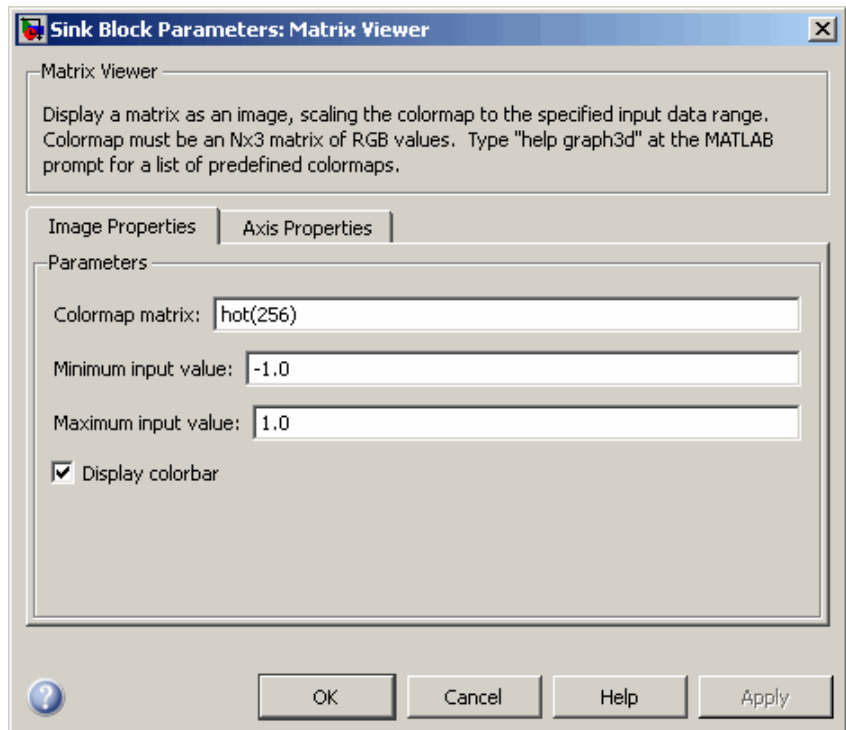 Sink Block Parameters: Matrix Viewer
Matrix Viewer
Display a matrix as an image, scaling the colormap to the specified input data range.
Colormap must be an Nx3 matrix of RGB values.  Type "help graph3d" at the MATLAB
prompt for a list of predefined colormaps.
Image Properties Axis Properties
Parameters
Colormap matrix: hot(256)
Minimum input value: -1.0
Maximum input value: 1.0
Display colorbar
? OK Cancel Help Apply